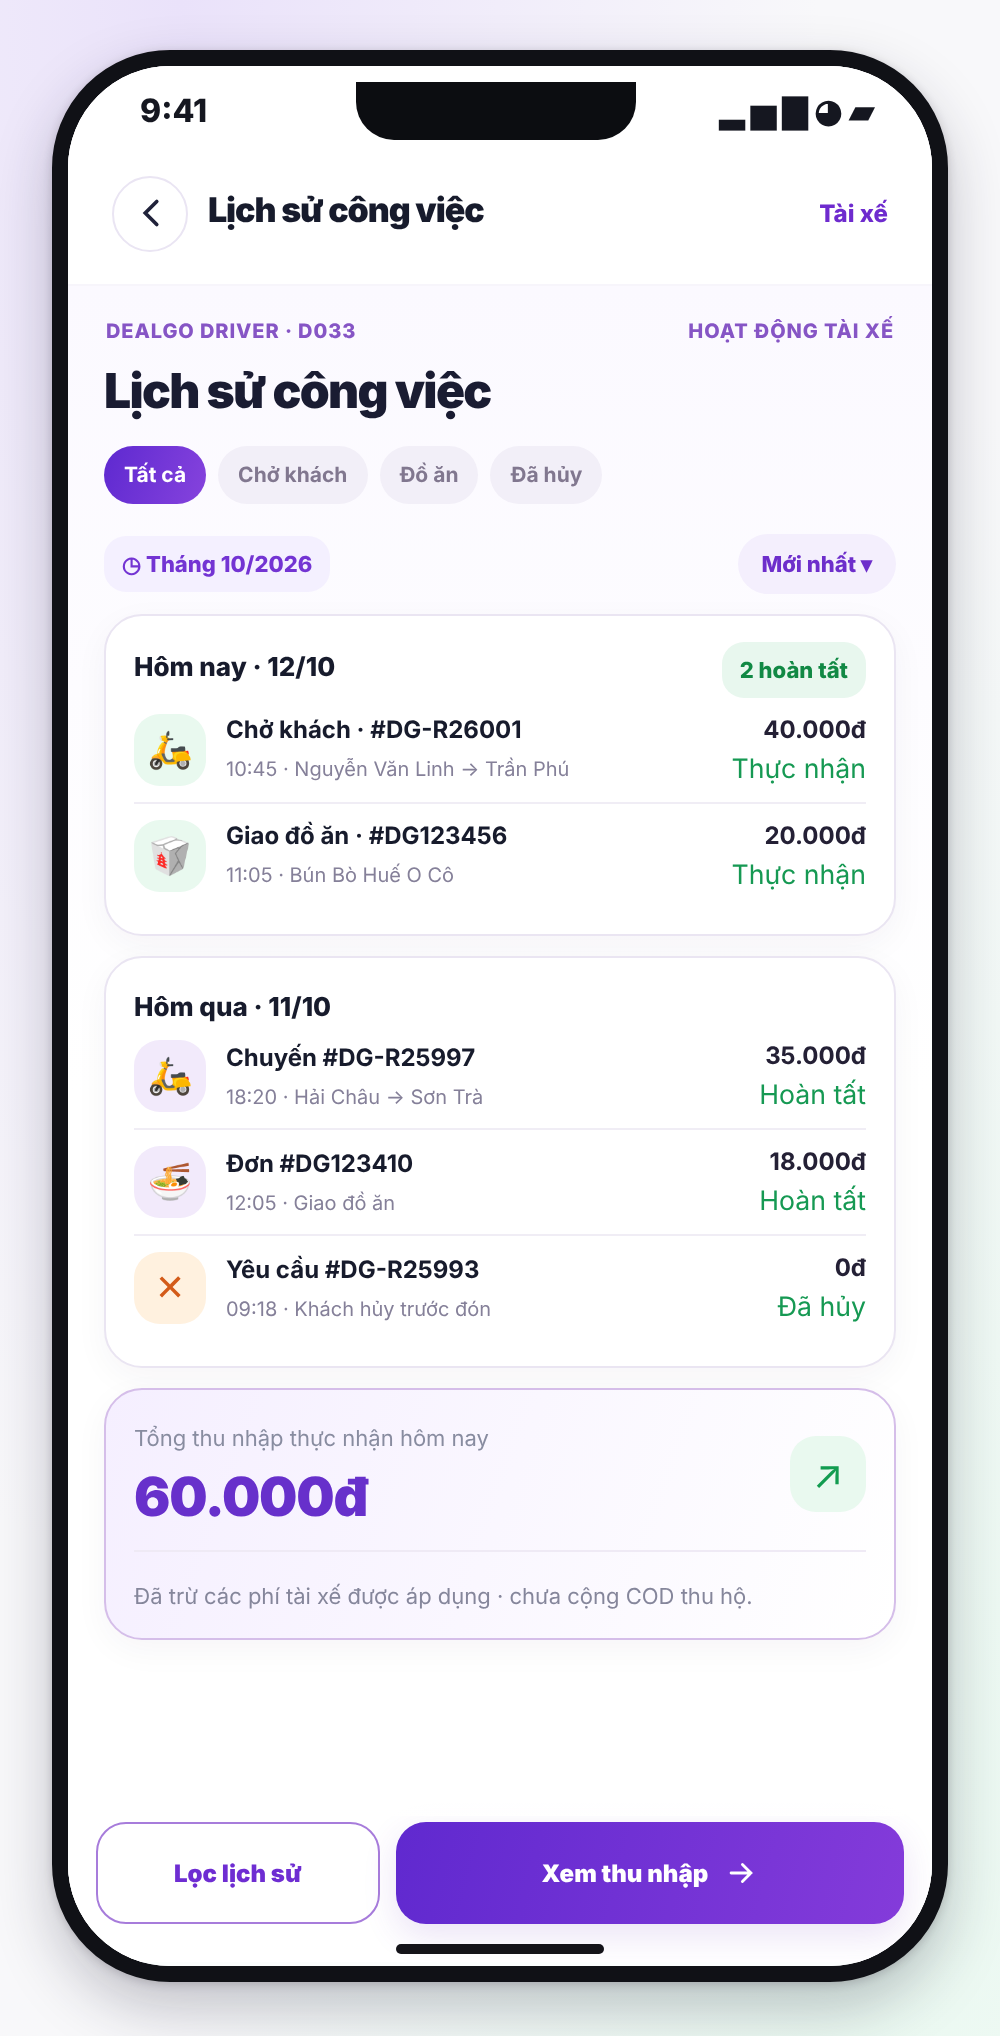 9:41
Lịch sử công việc
Tài xế
DEALGO DRIVER · D033
HOẠT ĐỘNG TÀI XẾ
Lịch sử công việc
Tất cả
Chở khách
Đồ ăn
Đã hủy
◷ Tháng 10/2026
Mới nhất ▾
Hôm nay · 12/10
2 hoàn tất
Chở khách · #DG-R26001
40.000đ
10:45 · Nguyễn Văn Linh → Trần Phú
Thực nhận
Giao đồ ăn · #DG123456
20.000đ
11:05 · Bún Bò Huế O Cô
Thực nhận
Hôm qua · 11/10
Chuyến #DG-R25997
35.000đ
18:20 · Hải Châu → Sơn Trà
Hoàn tất
Đơn #DG123410
18.000đ
12:05 · Giao đồ ăn
Hoàn tất
Yêu cầu #DG-R25993
0đ
09:18 · Khách hủy trước đón
Đã hủy
Tổng thu nhập thực nhận hôm nay
60.000đ
Đã trừ các phí tài xế được áp dụng · chưa cộng COD thu hộ.
Lọc lịch sử
Xem thu nhập →